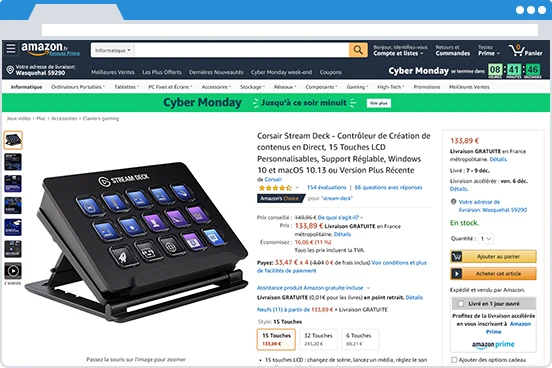 amazon.fr
Essayez Prime
Informatique
Bonjour, Identifiez-vous
Compte et listes
Retours et
Commandes
Testez
Prime
0
Panier
Votre adresse de livraison:
Wasquehal 59290
Meilleures Ventes Les Plus Offerts Dernières Nouveautés Cyber Monday week-end Coupons
Cyber Monday se termine dans 08 41 46
Informatique Ordinateurs Portables Tablettes PC Fixes et Écrans Accessoires Stockage Réseaux Composants Gaming High-Tech Promotions Meilleures Ventes
Cyber Monday Jusqu'à ce soir minuit Voir plus
Jeux vidéo › Mac › Accessoires › Claviers gaming
STREAM DECK
2 VIDEOS
Passez la souris sur l'image pour zoomer
Corsair Stream Deck - Contrôleur de Création de
contenus en Direct, 15 Touches LCD
Personnalisables, Support Réglable, Windows
10 et macOS 10.13 ou Version Plus Récente
de Corsair
154 évaluations | 66 questions ayant réponses
Amazon's Choice pour "stream deck"
Prix conseillé : 149,95 € De quoi s'agit-il?
Prix : 133,89 € Livraison GRATUITE en France
métropolitaine. Détails
Économisez : 16,06 € (11 %)
Tous les prix incluent la TVA.
Payez: 33,47 € x 4 (3,01 € de frais inclus) Voir conditions et plus
de facilités de paiement
Assistance produit Amazon gratuite incluse
Livraison GRATUITE (0,01€ pour les livres) en point retrait. Détails
Neufs (11) à partir de 133,89 € + Livraison GRATUITE
Style: 15 Touches
15 Touches
133,89 €
32 Touches
241,20 €
6 Touches
89,21 €
15 touches LCD : changez de scène, lancez un média, réglez le son
133,89 €
Livraison GRATUITE en France
métropolitaine. Détails
Livré : 7 - 9 déc.
Livraison accélérée : ven. 6 déc.
Détails.
Votre adresse de
livraison Wasquehal 59290
En stock.
Quantité : 1
Ajouter au panier
Acheter cet article
Expédié et vendu par Amazon.
Livré en 1 jour ouvré
Profitez de la livraison accélérée
en vous inscrivant à Amazon
Prime
amazon prime
Ajouter des options cadeau